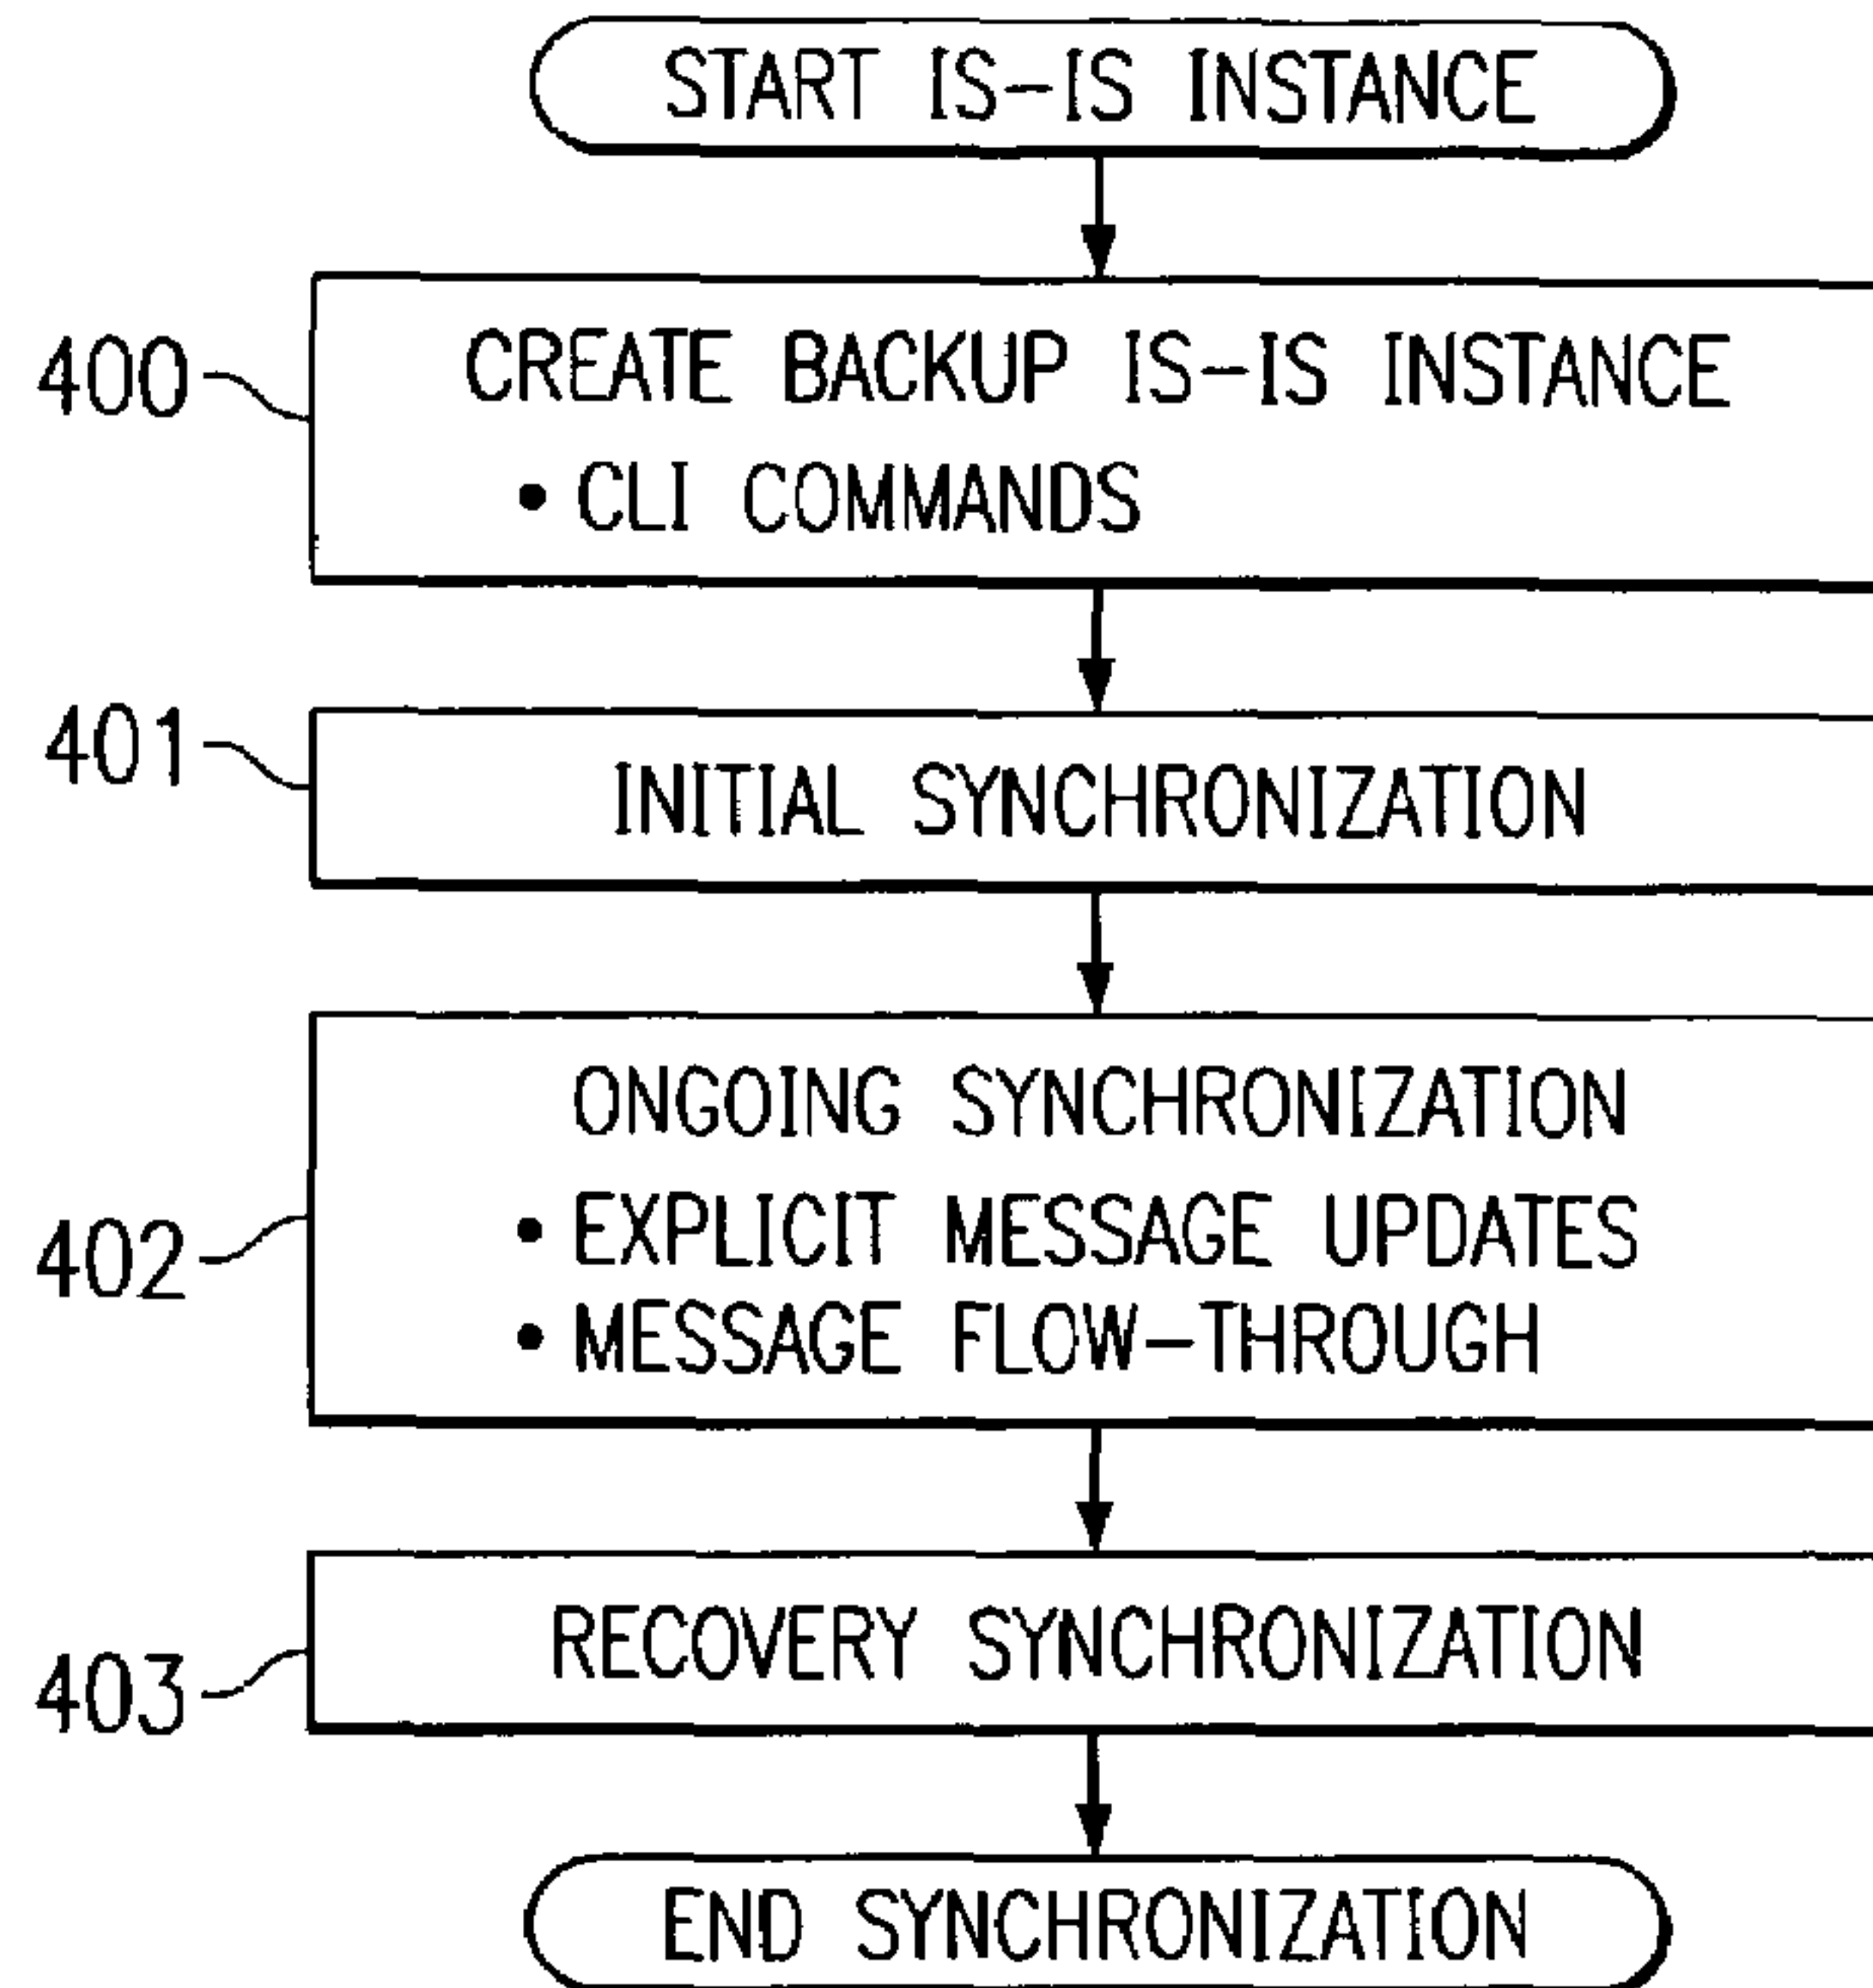 START IS-IS INSTANCE
400
CREATE BACKUP IS-IS INSTANCE
• CLI COMMANDS
401
INITIAL SYNCHRONIZATION
402
ONGOING SYNCHRONIZATION
• EXPLICIT MESSAGE UPDATES
• MESSAGE FLOW-THROUGH
403
RECOVERY SYNCHRONIZATION
END SYNCHRONIZATION